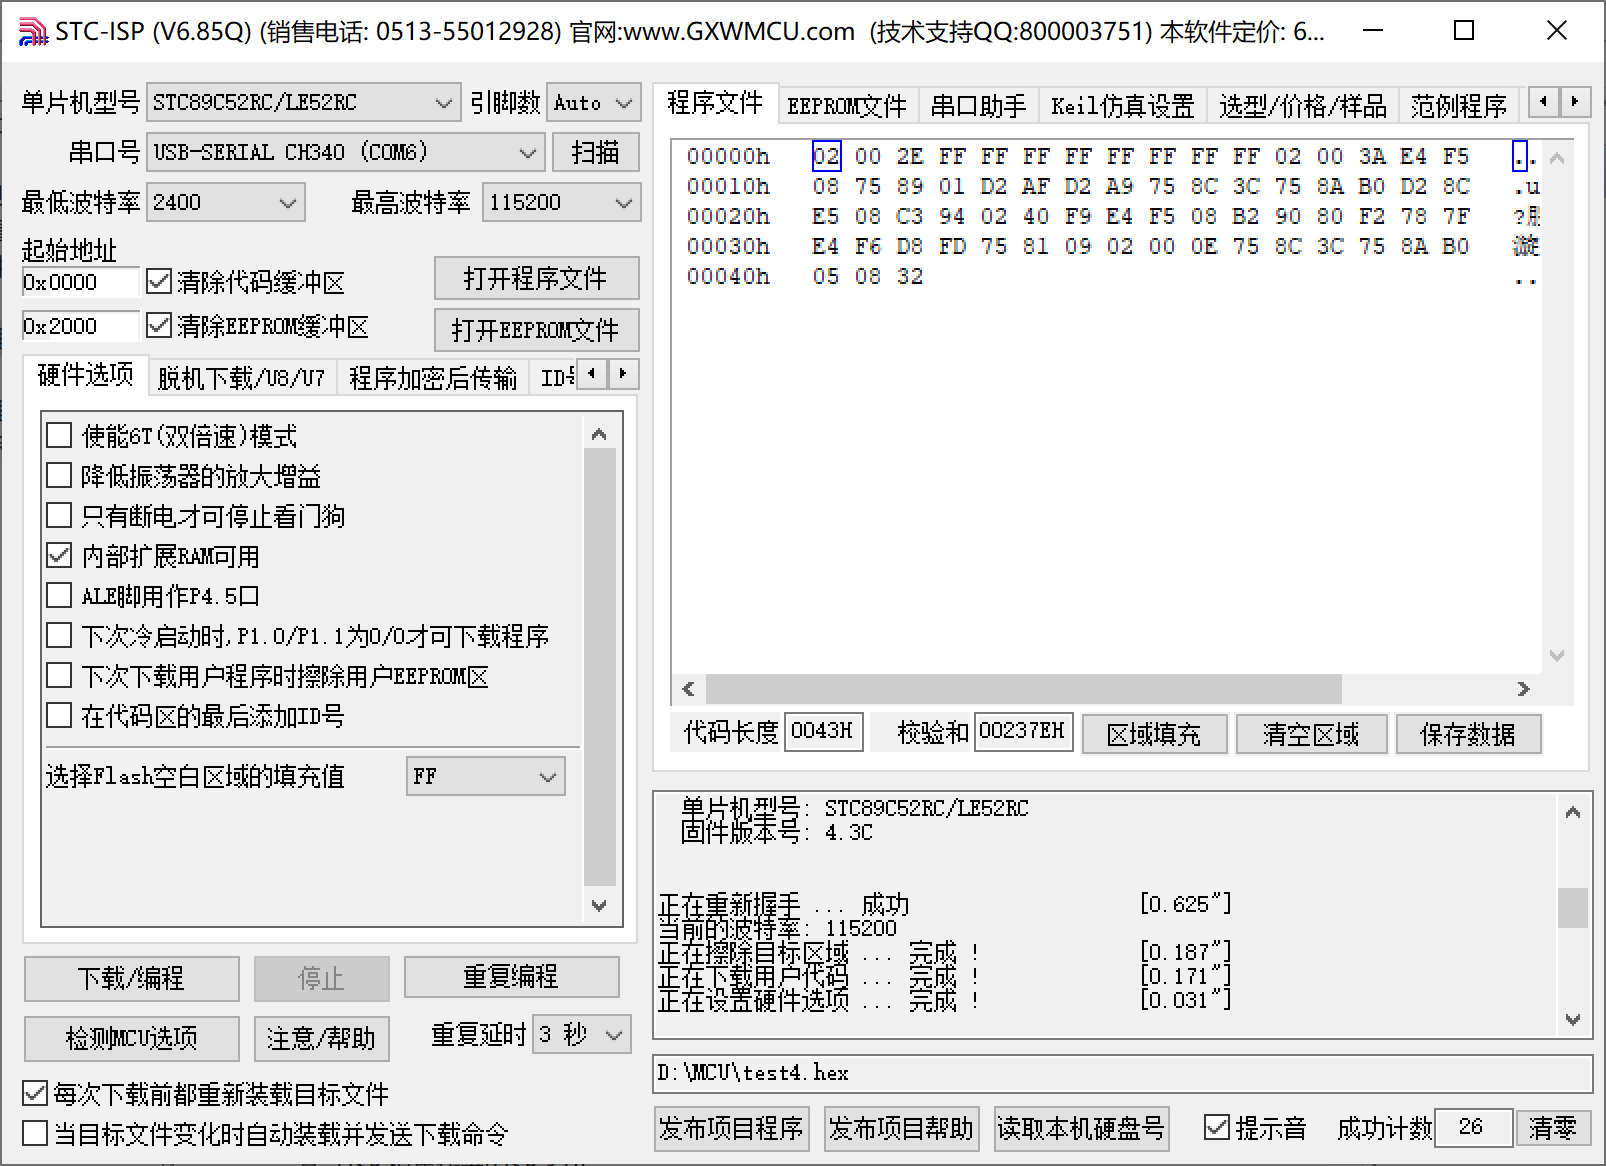 STC-ISP (V6.85Q) (销售电话: 0513-55012928) 官网:www.GXWMCU.com  (技术支持QQ:800003751) 本软件定价: 6...
单片机型号 STC89C52RC/LE52RC 引脚数 Auto
串口号 USB-SERIAL CH340 (COM6) 扫描
最低波特率 2400 最高波特率 115200
起始地址
0x0000 清除代码缓冲区 打开程序文件
0x2000 清除EEPROM缓冲区 打开EEPROM文件
硬件选项 脱机下载/U8/U7 程序加密后传输
使能6T(双倍速)模式
降低振荡器的放大增益
只有断电才可停止看门狗
内部扩展RAM可用
ALE脚用作P4.5口
下次冷启动时,P1.0/P1.1为0/0才可下载程序
下次下载用户程序时擦除用户EEPROM区
在代码区的最后添加ID号
选择Flash空白区域的填充值 FF
下载/编程 停止 重复编程
检测MCU选项 注意/帮助 重复延时 3 秒
每次下载前都重新装载目标文件
当目标文件变化时自动装载并发送下载命令
程序文件 EEPROM文件 串口助手 Keil仿真设置 选型/价格/样品 范例程序
00000h 02 00 2E FF FF FF FF FF FF FF FF 02 00 3A E4 F5 ..
00010h 08 75 89 01 D2 AF D2 A9 75 8C 3C 75 8A B0 D2 8C .u
00020h E5 08 C3 94 02 40 F9 E4 F5 08 B2 90 80 F2 78 7F
00030h E4 F6 D8 FD 75 81 09 02 00 0E 75 8C 3C 75 8A B0
00040h 05 08 32 ..
代码长度 0043H 校验和 00237EH 区域填充 清空区域 保存数据
单片机型号: STC89C52RC/LE52RC
固件版本号: 4.3C
正在重新握手 ... 成功 [0.625"]
当前的波特率: 115200
正在擦除目标区域 ... 完成 ! [0.187"]
正在下载用户代码 ... 完成 ! [0.171"]
正在设置硬件选项 ... 完成 ! [0.031"]
D:\MCU\test4.hex
发布项目程序 发布项目帮助 读取本机硬盘号 提示音 成功计数 26 清零